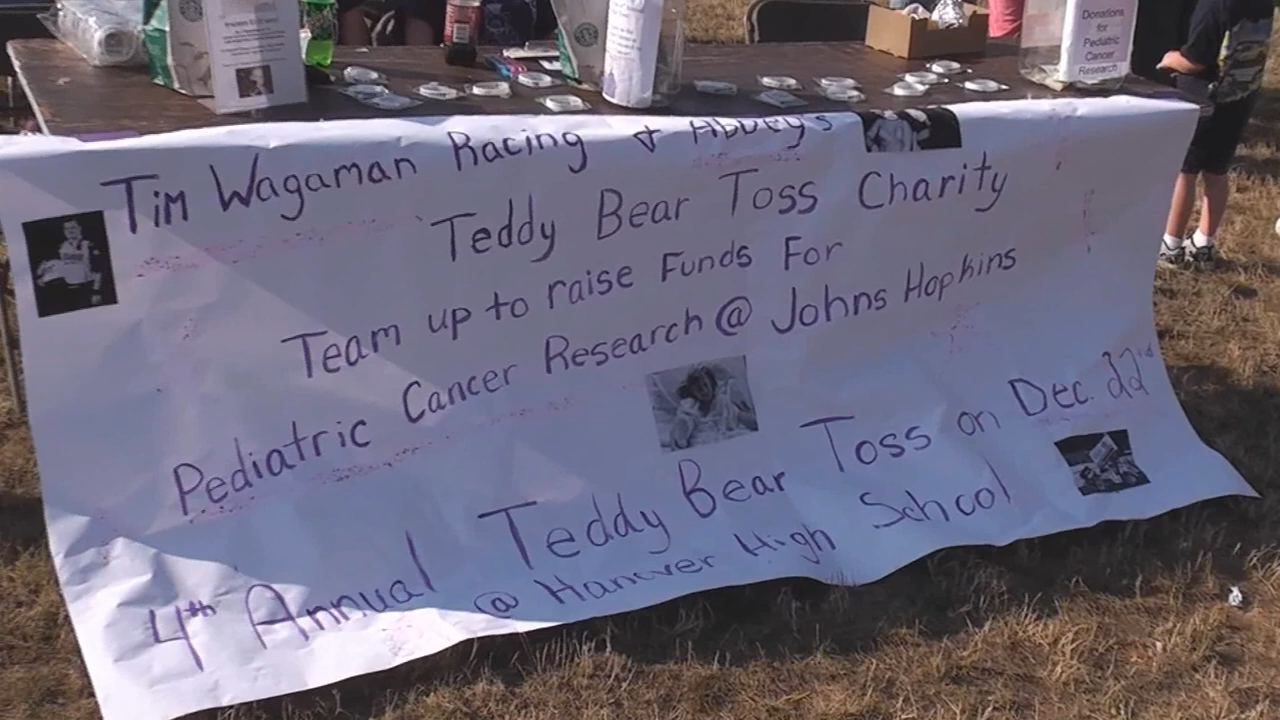 Donations
for
Pediatric
Cancer
Research
Tim Wagaman Racing & Abbey's
Teddy Bear Toss Charity
Team up to raise Funds For
Pediatric Cancer Research @ Johns Hopkins
4th Annual Teddy Bear Toss on Dec. 22nd
@ Hanover High School